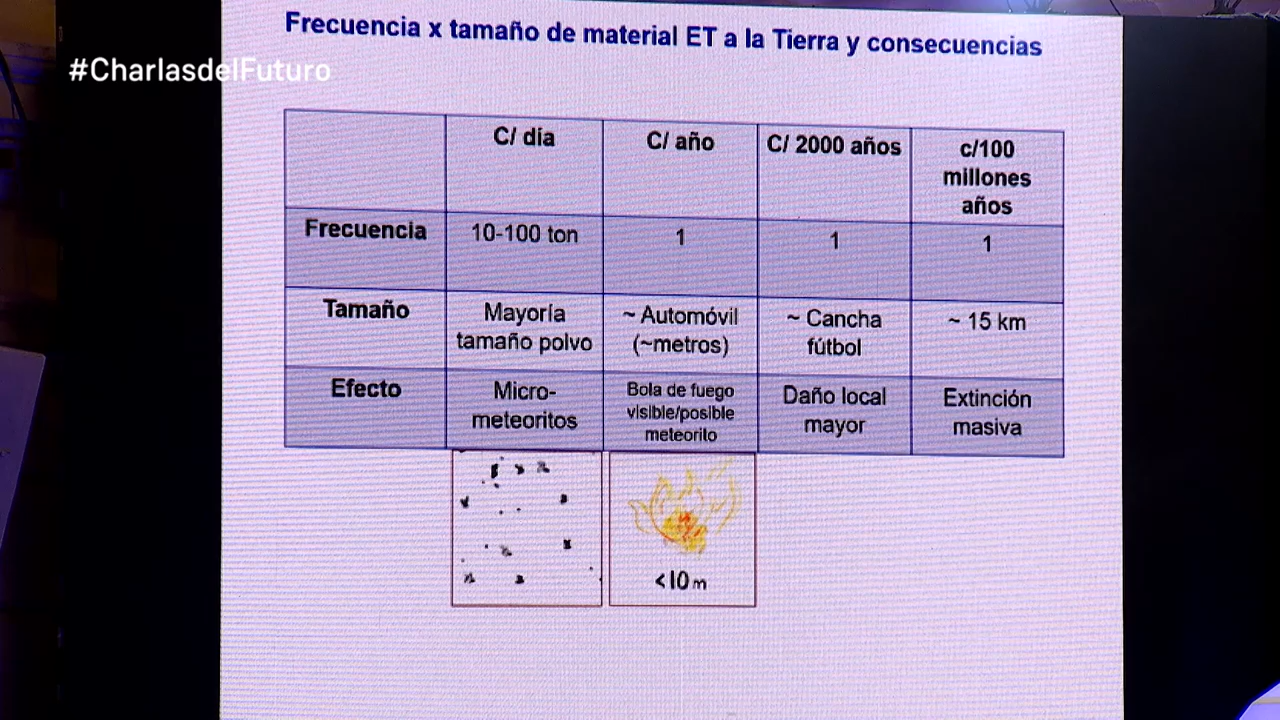 Frecuencia x tamaño de material ET a la Tierra y consecuencias
#CharlasdelFuturo
C/ día
C/ año
C/ 2000 años
c/100
millones
años
Frecuencia
10-100 ton
1
1
1
Tamaño
Mayoría
tamaño polvo
~ Automóvil
(~metros)
~ Cancha
fútbol
~ 15 km
Efecto
Micro-
meteoritos
Bola de fuego
visible/posible
meteorito
Daño local
mayor
Extinción
masiva
<10m